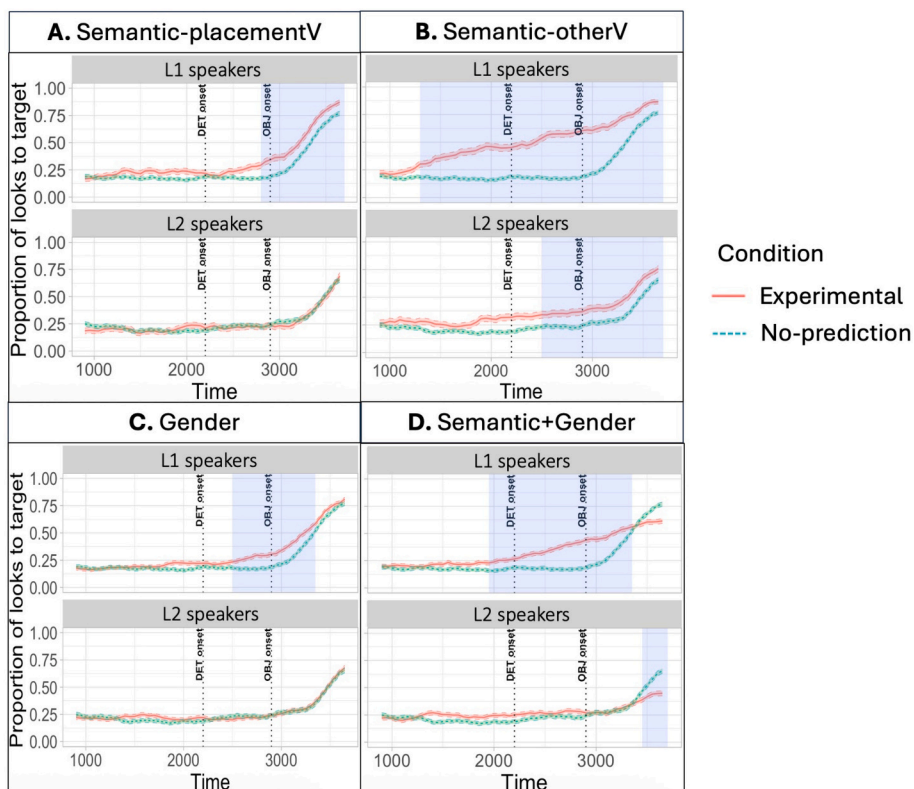 A. Semantic-placementV
B. Semantic-otherV
L1 speakers
L1 speakers
1.00
0.75
0.50
0.25
0.00
DET onset
OBJ onset
DET onset
OBJ onset
L2 speakers
L2 speakers
1.00
0.75
0.50
0.25
0.00
DET onset
OBJ onset
DET onset
OBJ onset
Proportion of looks to target
1000 2000 3000
1000 2000 3000
Time
Time
Condition
Experimental
No-prediction
C. Gender
D. Semantic+Gender
L1 speakers
L1 speakers
1.00
0.75
0.50
0.25
0.00
DET onset
OBJ onset
DET onset
OBJ onset
L2 speakers
L2 speakers
1.00
0.75
0.50
0.25
0.00
DET onset
OBJ onset
DET onset
OBJ onset
Proportion of looks to target
1000 2000 3000
1000 2000 3000
Time
Time